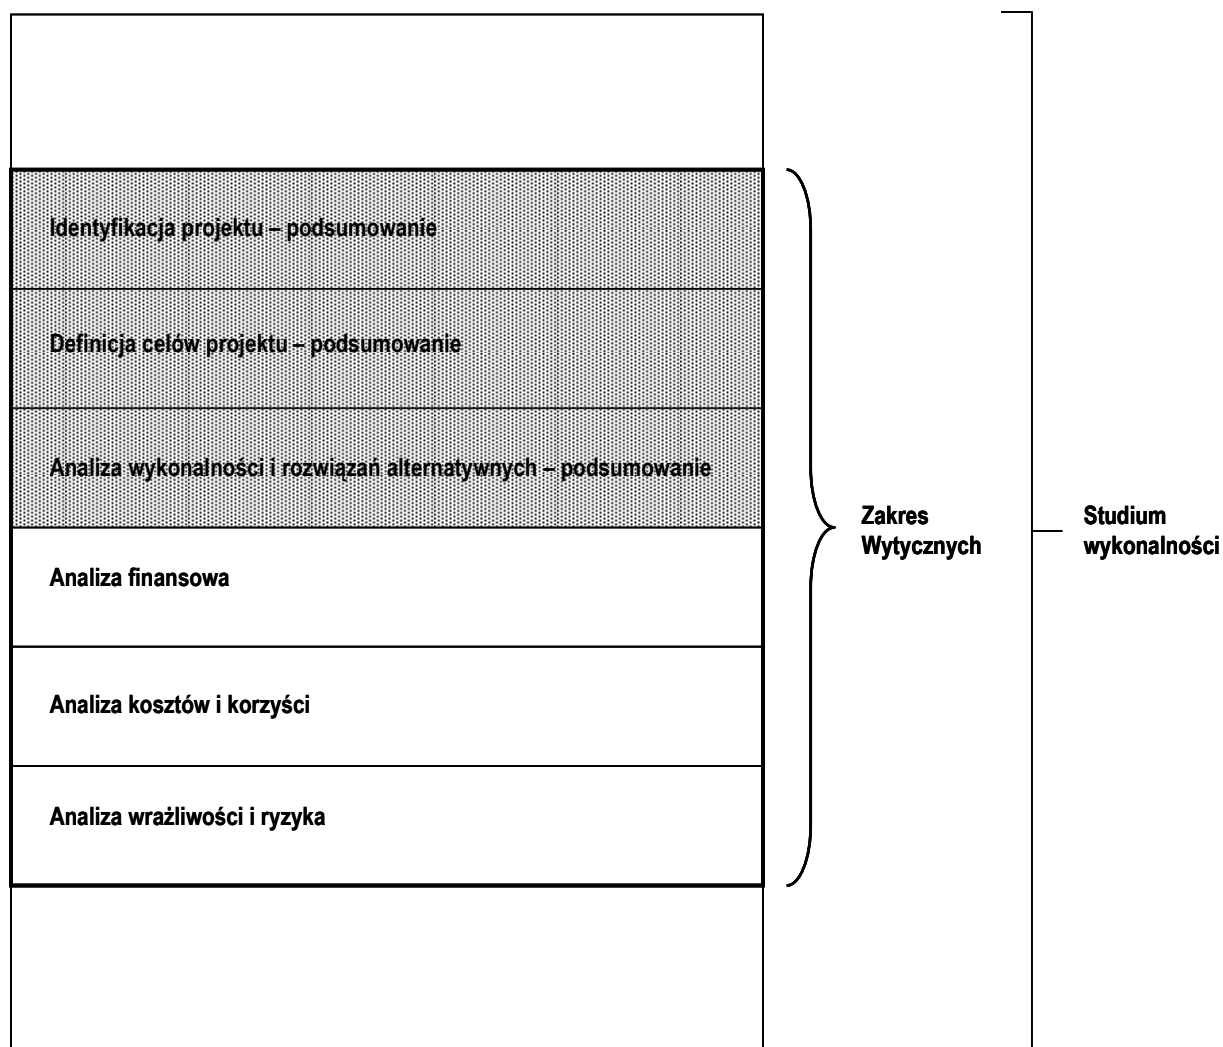 Identyfikacja projektu – podsumowanie
Definicja celów projektu – podsumowanie
Analiza wykonalności i rozwiązań alternatywnych – podsumowanie
Analiza finansowa
Analiza kosztów i korzyści
Analiza wrażliwości i ryzyka
Zakres
Wytycznych
Studium
wykonalności